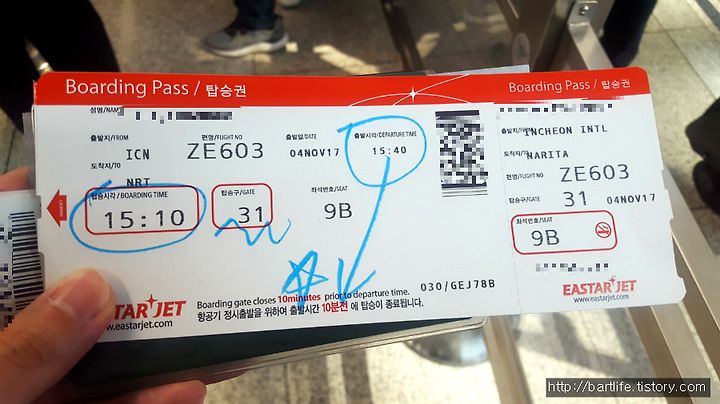 Boarding Pass / 탑승권
성명/NAME
출발지/FROM 편명/FLIGHT NO 출발일/DATE 출발시각/DEPARTURE TIME
ICN ZE603 04NOV17 15:40
도착지/TO
NRT
탑승시각 / BOARDING TIME 탑승구/GATE 좌석번호/SEAT
15:10 31 9B
030/GEJ78B
STAR JET
www.eastarjet.com
Boarding gate closes 10minutes prior to departure time.
항공기 정시출발을 위하여 출발시간 10분전 에 탑승이 종료됩니다.
Boarding Pass / 탑승권
출발지/ INCHEON INTL
도착지/TO
NARITA
편명/FLIGHT NO
ZE603
탑승구/GATE
31 04NOV17
좌석번호/SEAT
9B
EASTAR JET
www.eastarjet.com
http://bartlife.tistory.com